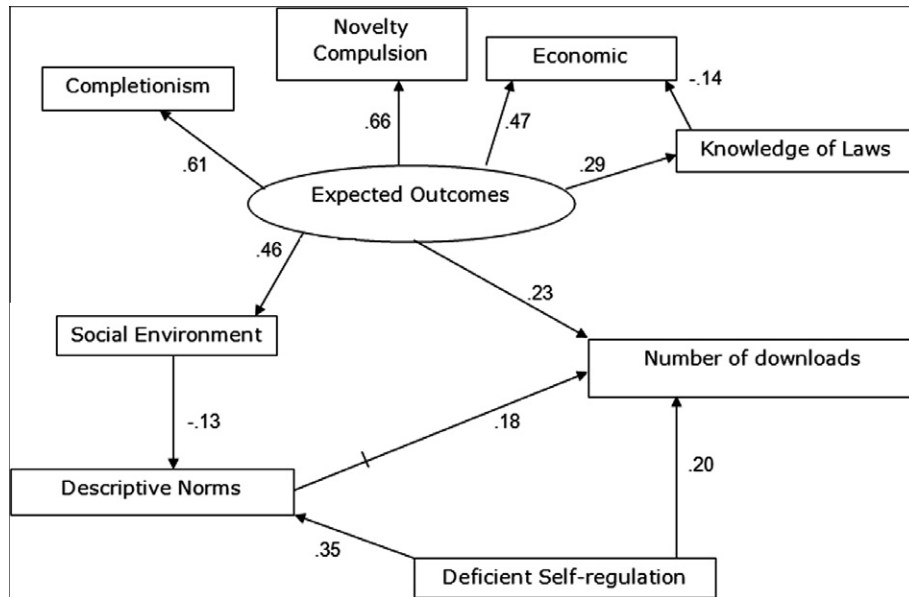 Novelty
Compulsion
Economic
-.14
Completionism
.66
.47
Knowledge of Laws
.61
.29
Expected Outcomes
.46
.23
Social Environment
Number of downloads
-.13
.18
.20
Descriptive Norms
.35
Deficient Self-regulation